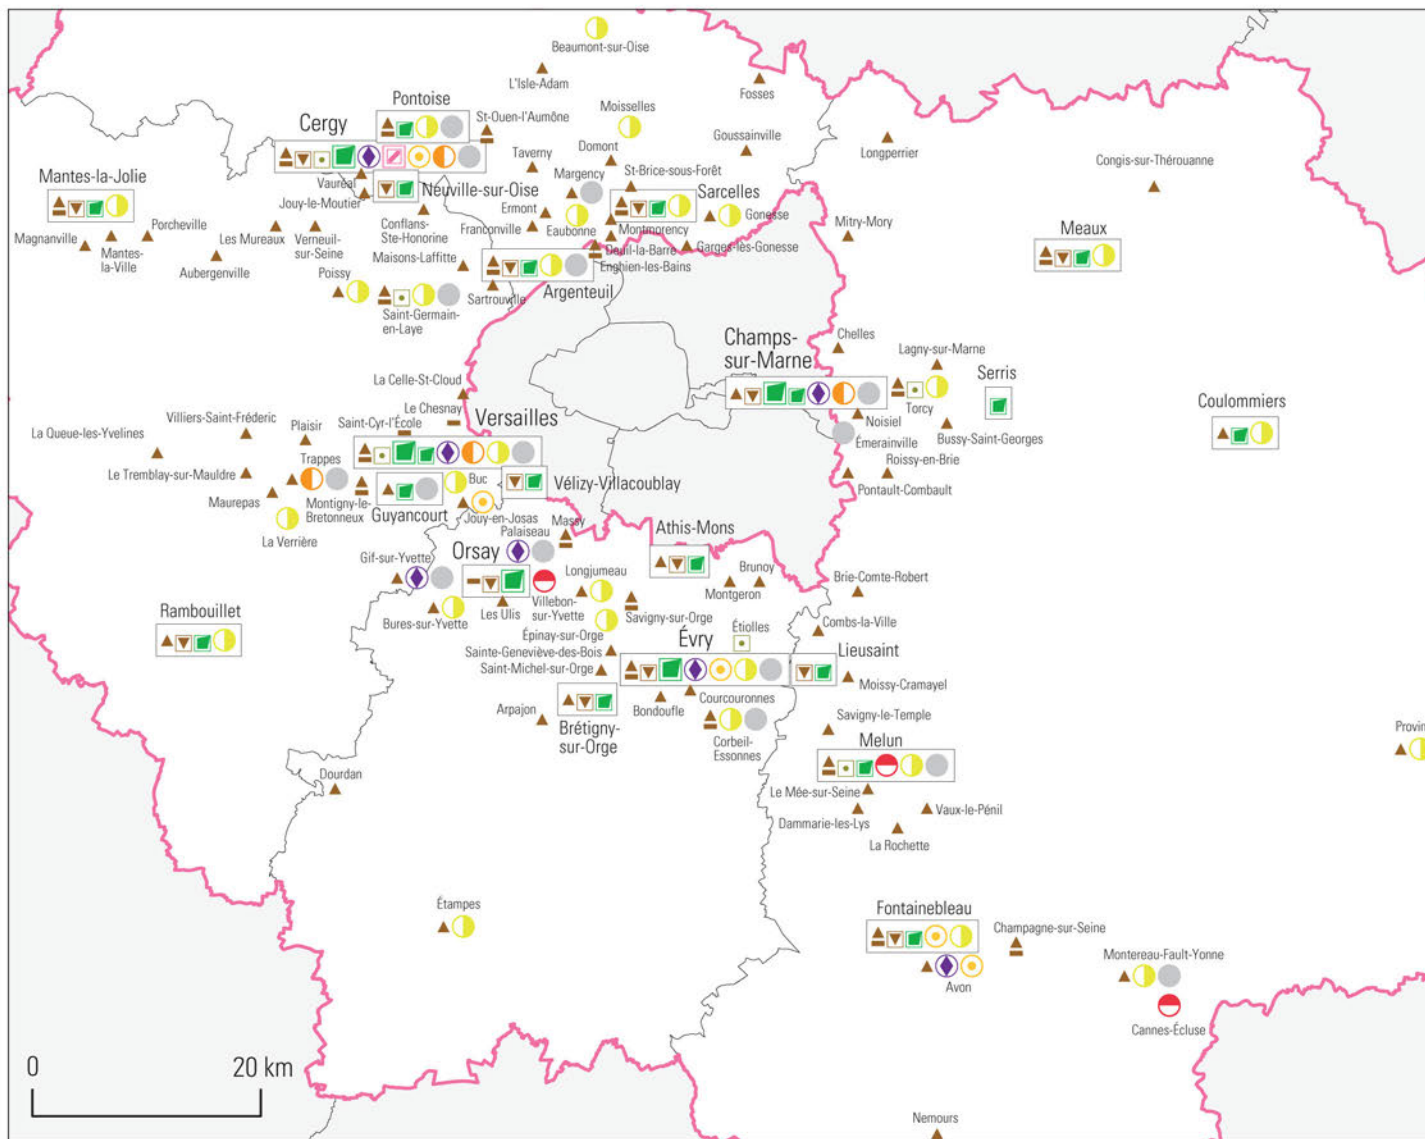 Beaumont-sur-Oise
L'Isle-Adam
Fosses
Pontoise
St-Ouen-l'Aumône
Moisselles
Goussainville
Cergy
Longperrier
Taverny
Domont
Congis-sur-Thérouanne
Mantes-la-Jolie
Vauréal
Margency
St-Brice-sous-Forêt
Jouy-le-Moutier
Neuville-sur-Oise
Sarcelles
Porcheville
Ermont
Gonesse
Magnanville
Mantes-
la-Ville
Les Mureaux
Verneuil-
sur-Seine
Conflans-
Ste-Honorine
Franconville
Eaubonne
Montmorency
Mitry-Mory
Meaux
Aubergenville
Maisons-Laffitte
Deuil-la-Barre
Garges-lès-Gonesse
Enghien-les-Bains
Poissy
Argenteuil
Sartrouville
Saint-Germain-
en-Laye
Champs-
sur-Marne
Chelles
Lagny-sur-Marne
Serris
La Celle-St-Cloud
Torcy
Coulommiers
Le Chesnay
Villiers-Saint-Fréderic
Saint-Cyr-l'École
Versailles
Noisiel
Bussy-Saint-Georges
La Queue-les-Yvelines
Plaisir
Émerainville
Trappes
Roissy-en-Brie
Le Tremblay-sur-Mauldre
Buc
Vélizy-Villacoublay
Pontault-Combault
Maurepas
Montigny-le-
Bretonneux
Guyancourt
Jouy-en-Josas
La Verrière
Massy
Athis-Mons
Palaiseau
Gif-sur-Yvette
Orsay
Longjumeau
Brunoy
Montgeron
Brie-Comte-Robert
Rambouillet
Bures-sur-Yvette
Les Ulis
Villebon-
sur-Yvette
Savigny-sur-Orge
Combs-la-Ville
Épinay-sur-Orge
Étiolles
Évry
Sainte-Geneviève-des-Bois
Lieusaint
Saint-Michel-sur-Orge
Moissy-Cramayel
Arpajon
Brétigny-
sur-Orge
Bondoufle
Courcouronnes
Corbeil-
Essonnes
Savigny-le-Temple
Melun
Provin
Dourdan
Le Mée-sur-Seine
Dammarie-les-Lys
Vaux-le-Pénil
La Rochette
Étampes
Fontainebleau
Champagne-sur-Seine
Montereau-Fault-Yonne
Avon
Cannes-Écluse
0 20 km
Nemours